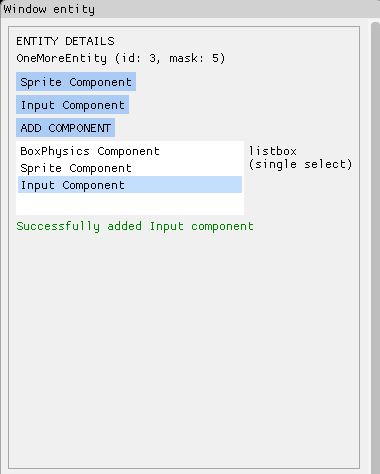 Window entity
ENTITY DETAILS
OneMoreEntity (id: 3, mask: 5)
Sprite Component
Input Component
ADD COMPONENT
BoxPhysics Component
Sprite Component
Input Component
listbox
(single select)
Successfully added Input component